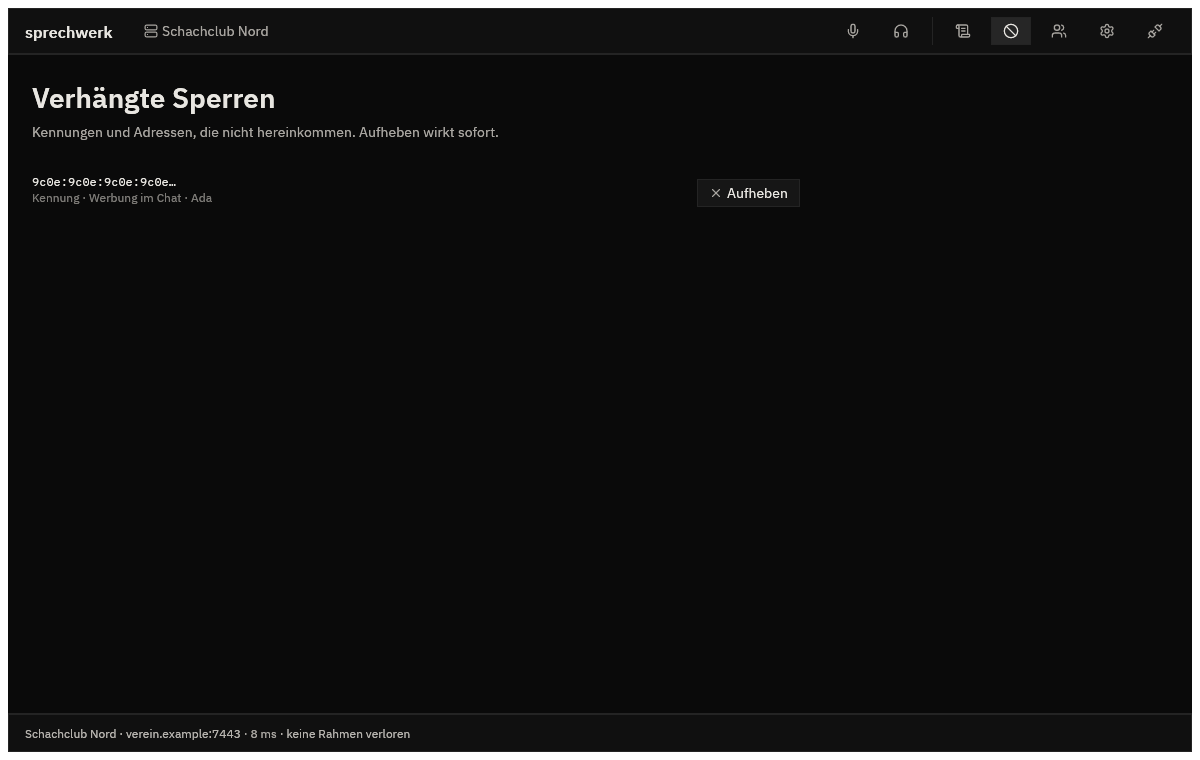 sprechwerk
Schachclub Nord
Verhängte Sperren
Kennungen und Adressen, die nicht hereinkommen. Aufheben wirkt sofort.
9c0e:9c0e:9c0e:9c0e…
Kennung · Werbung im Chat · Ada
Aufheben
Schachclub Nord · verein.example:7443 · 8 ms · keine Rahmen verloren